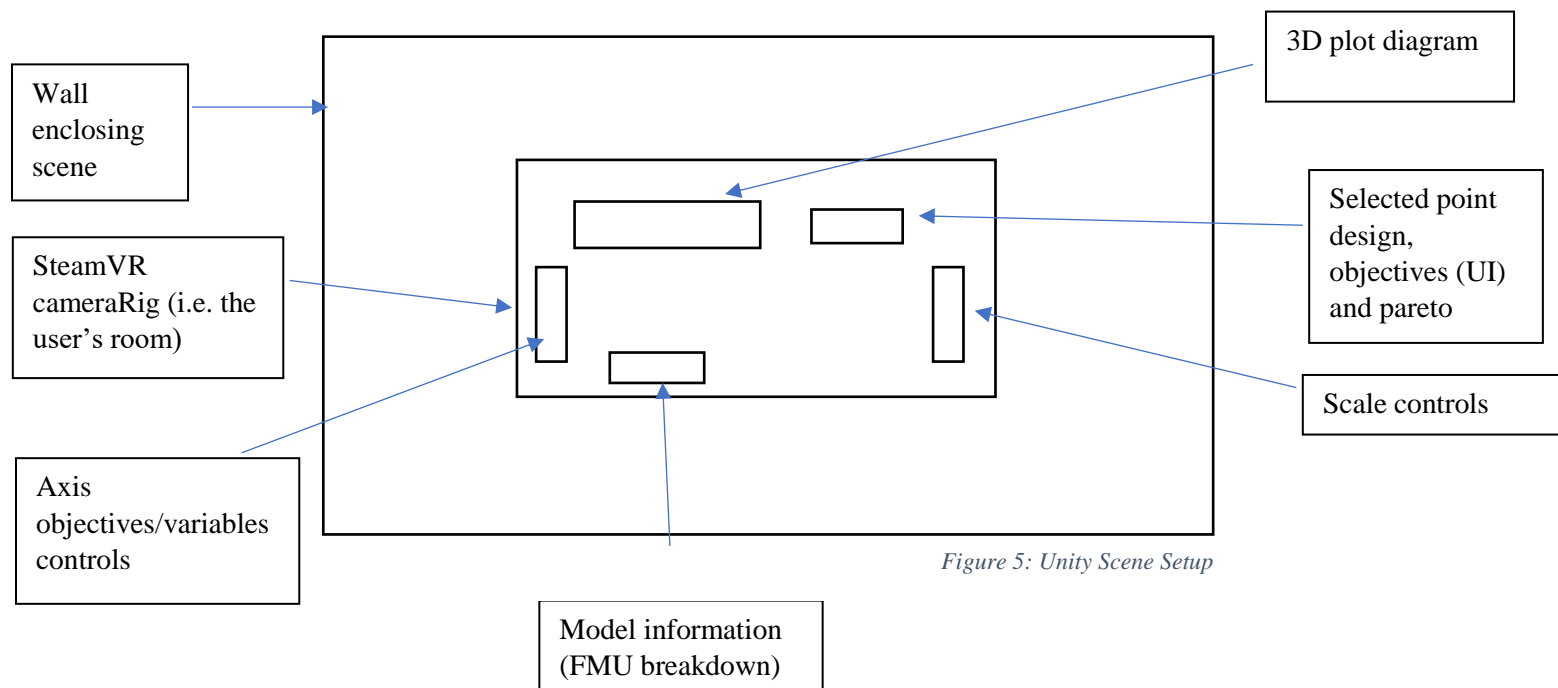 3D plot diagram
Wall
enclosing
scene
Selected point
design,
objectives (UI)
and pareto
SteamVR
cameraRig (i.e. the
user’s room)
Scale controls
Axis
objectives/variables
controls
Figure 5: Unity Scene Setup
Model information
(FMU breakdown)